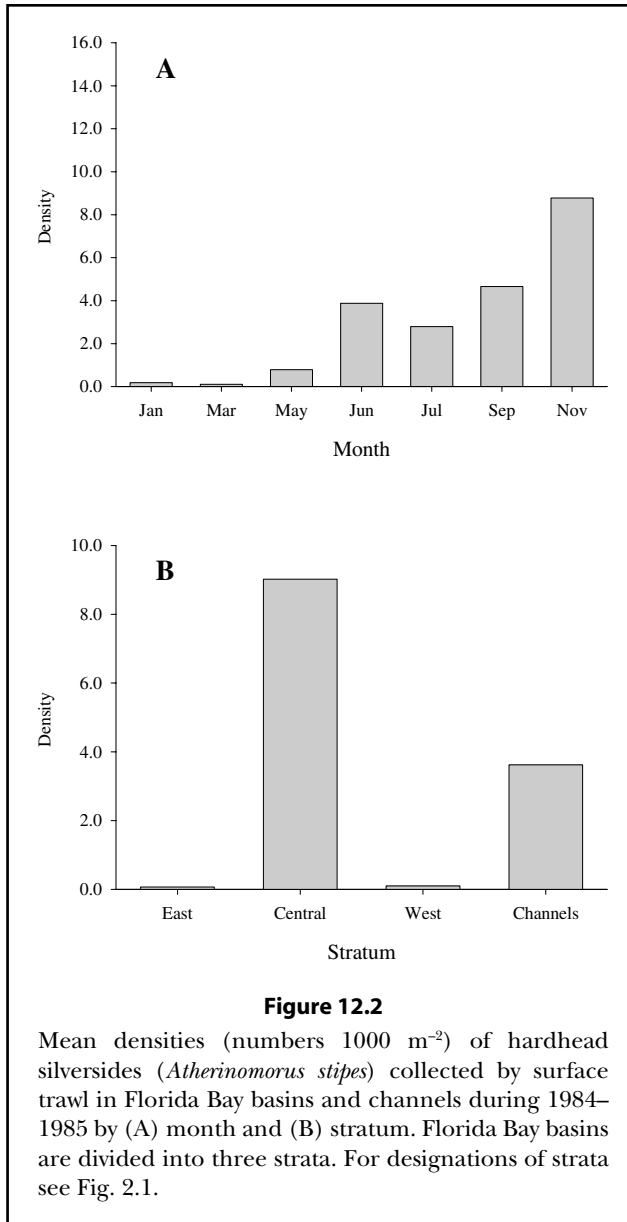 16.0
A
14.0
12.0
10.0
8.0
6.0
4.0
2.0
0.0
Density
Jan Mar May Jun Jul Sep Nov
Month
10.0
B
8.0
6.0
4.0
2.0
0.0
Density
East Central West Channels
Stratum
Figure 12.2
Mean densities (numbers 1000 m⁻²) of hardhead
silversides (Atherinomorus stipes) collected by surface
trawl in Florida Bay basins and channels during 1984–
1985 by (A) month and (B) stratum. Florida Bay basins
are divided into three strata. For designations of strata
see Fig. 2.1.